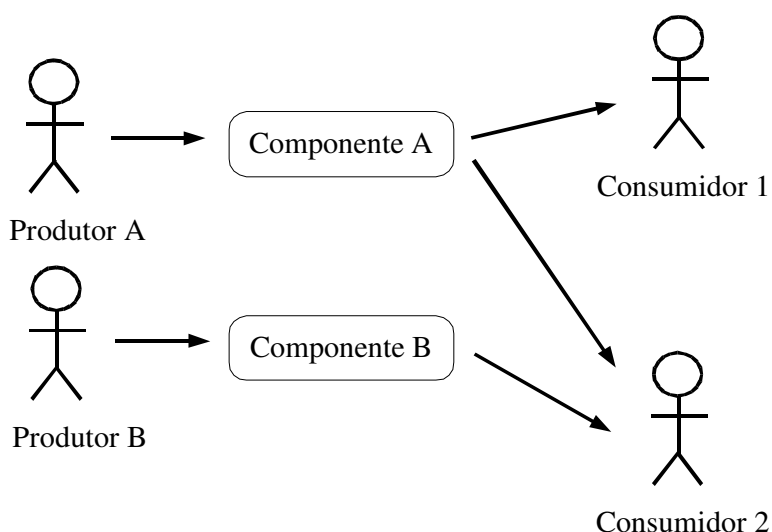 Componente A
Consumidor 1
Produtor A
Componente B
Produtor B
Consumidor 2